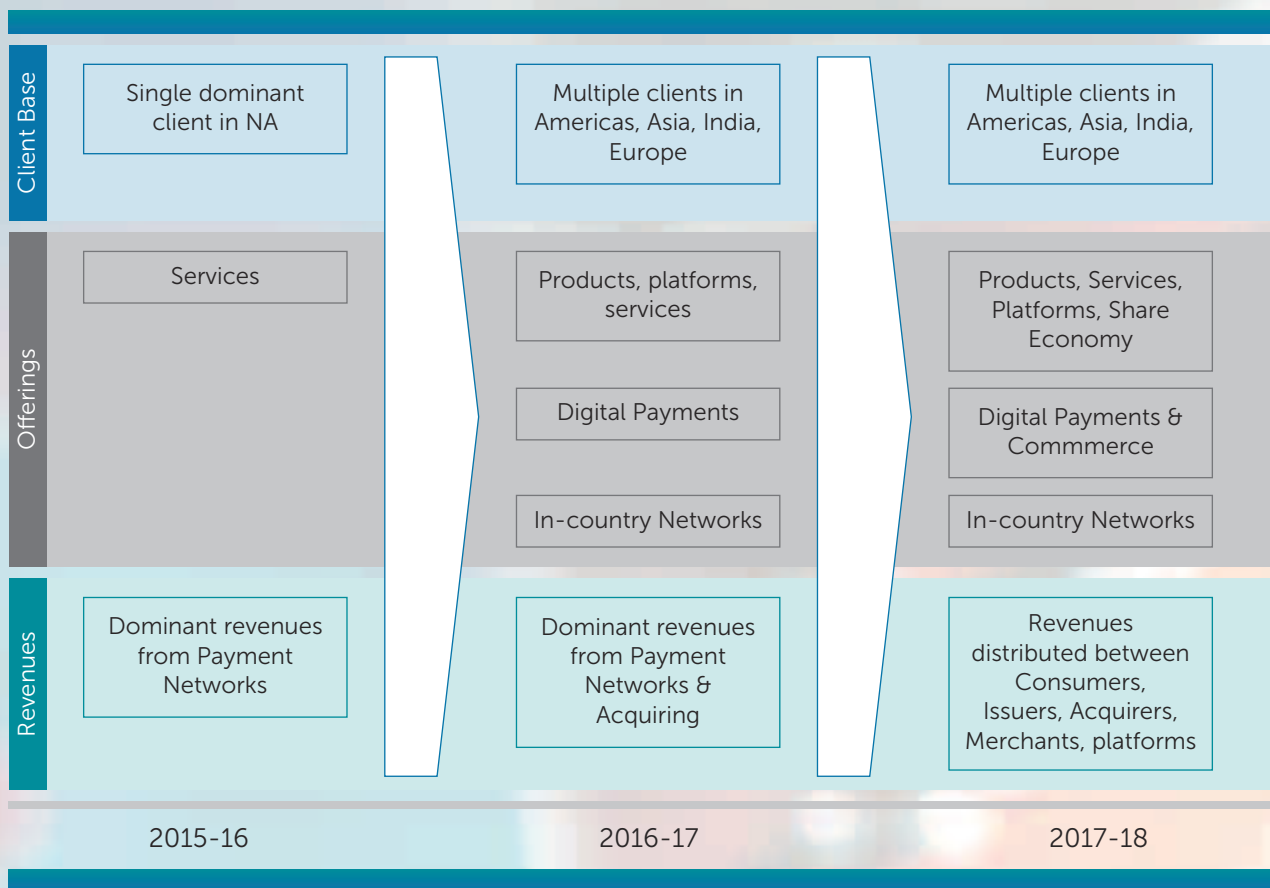 Client Base
Single dominant
client in NA
Multiple clients in
Americas, Asia, India,
Europe
Multiple clients in
Americas, Asia, India,
Europe
Offerings
Services
Products, platforms,
services
Products, Services,
Platforms, Share
Economy
Digital Payments
Digital Payments &
Commmerce
In-country Networks
In-country Networks
Revenues
Dominant revenues
from Payment
Networks
Dominant revenues
from Payment
Networks &
Acquiring
Revenues
distributed between
Consumers,
Issuers, Acquirers,
Merchants, platforms
2015-16
2016-17
2017-18